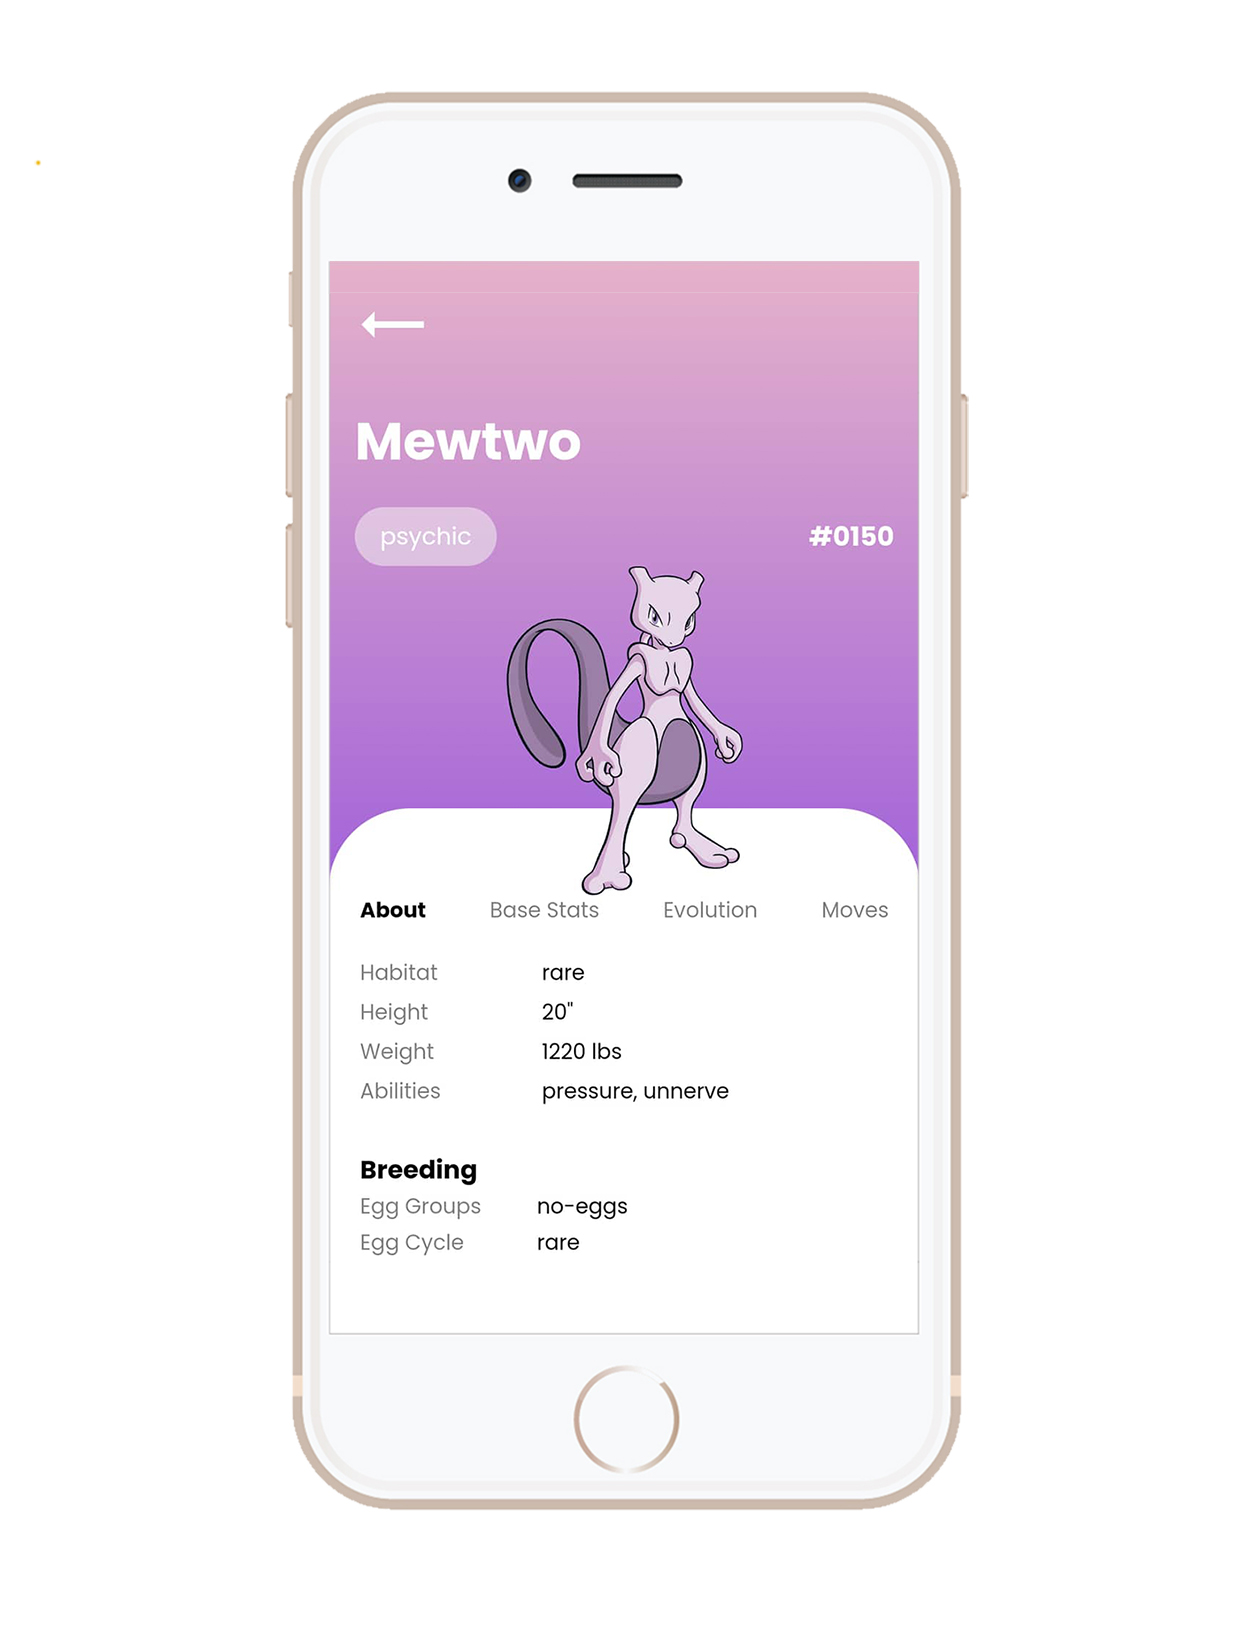 Mewtwo
psychic
#0150
About Base Stats Evolution Moves
Habitat rare
Height 20"
Weight 1220 lbs
Abilities pressure, unnerve
Breeding
Egg Groups no-eggs
Egg Cycle rare